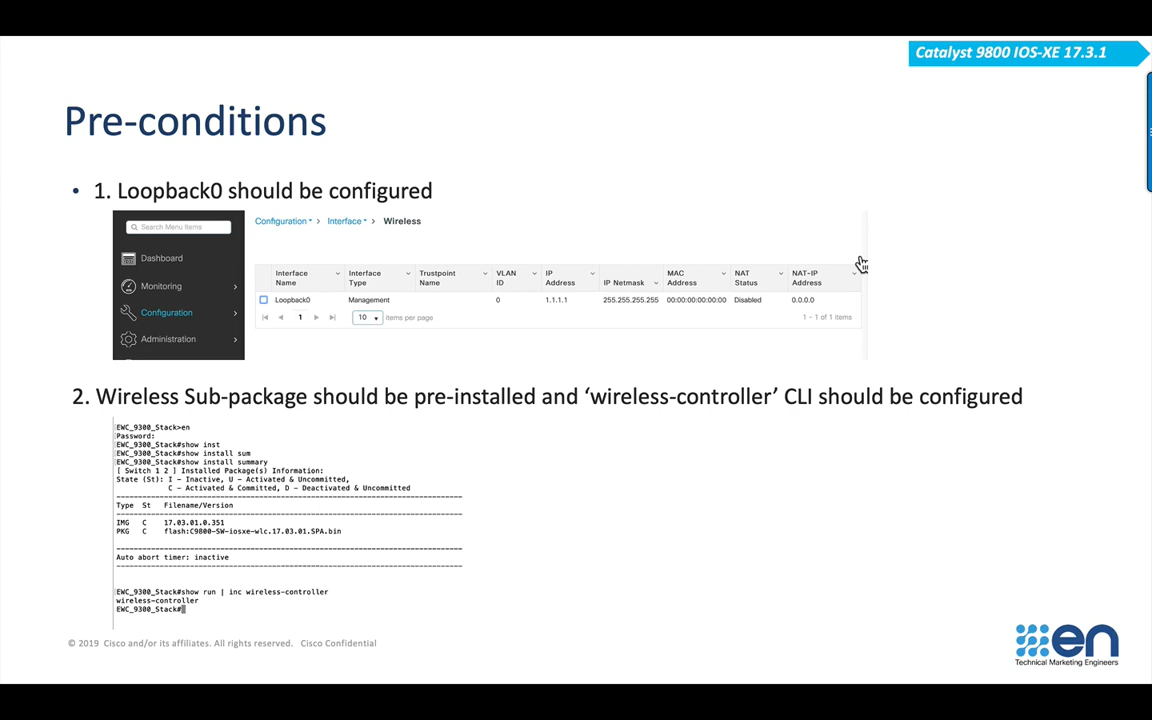 Catalyst 9800 IOS-XE 17.3.1
Pre-conditions
• 1. Loopback0 should be configured
Search Menu Items
Dashboard
Monitoring
Configuration
Administration
Configuration > Interface > Wireless
Interface Name Interface Type Trustpoint Name VLAN ID IP Address IP Netmask MAC Address NAT Status NAT-IP Address
Loopback0 Management 0 1.1.1.1 255.255.255.255 00:00:00:00:00:00 Disabled 0.0.0.0
1 10 items per page 1 - 1 of 1 items
2. Wireless Sub-package should be pre-installed and ‘wireless-controller’ CLI should be configured
EWC_9300_Stack>en
Password:
EWC_9300_Stack#show inst
EWC_9300_Stack#show install sum
EWC_9300_Stack#show install summary
[ Switch 1 2 ] Installed Package(s) Information:
State (St): I - Inactive, U - Activated & Uncommitted,
C - Activated & Committed, D - Deactivated & Uncommitted
Type St Filename/Version
IMG C 17.03.01.0.351
PKG C flash:C9800-SW-iosxe-wlc.17.03.01.SPA.bin
Auto abort timer: inactive
EWC_9300_Stack#show run | inc wireless-controller
wireless-controller
EWC_9300_Stack#
© 2019 Cisco and/or its affiliates. All rights reserved. Cisco Confidential
en
Technical Marketing Engineers